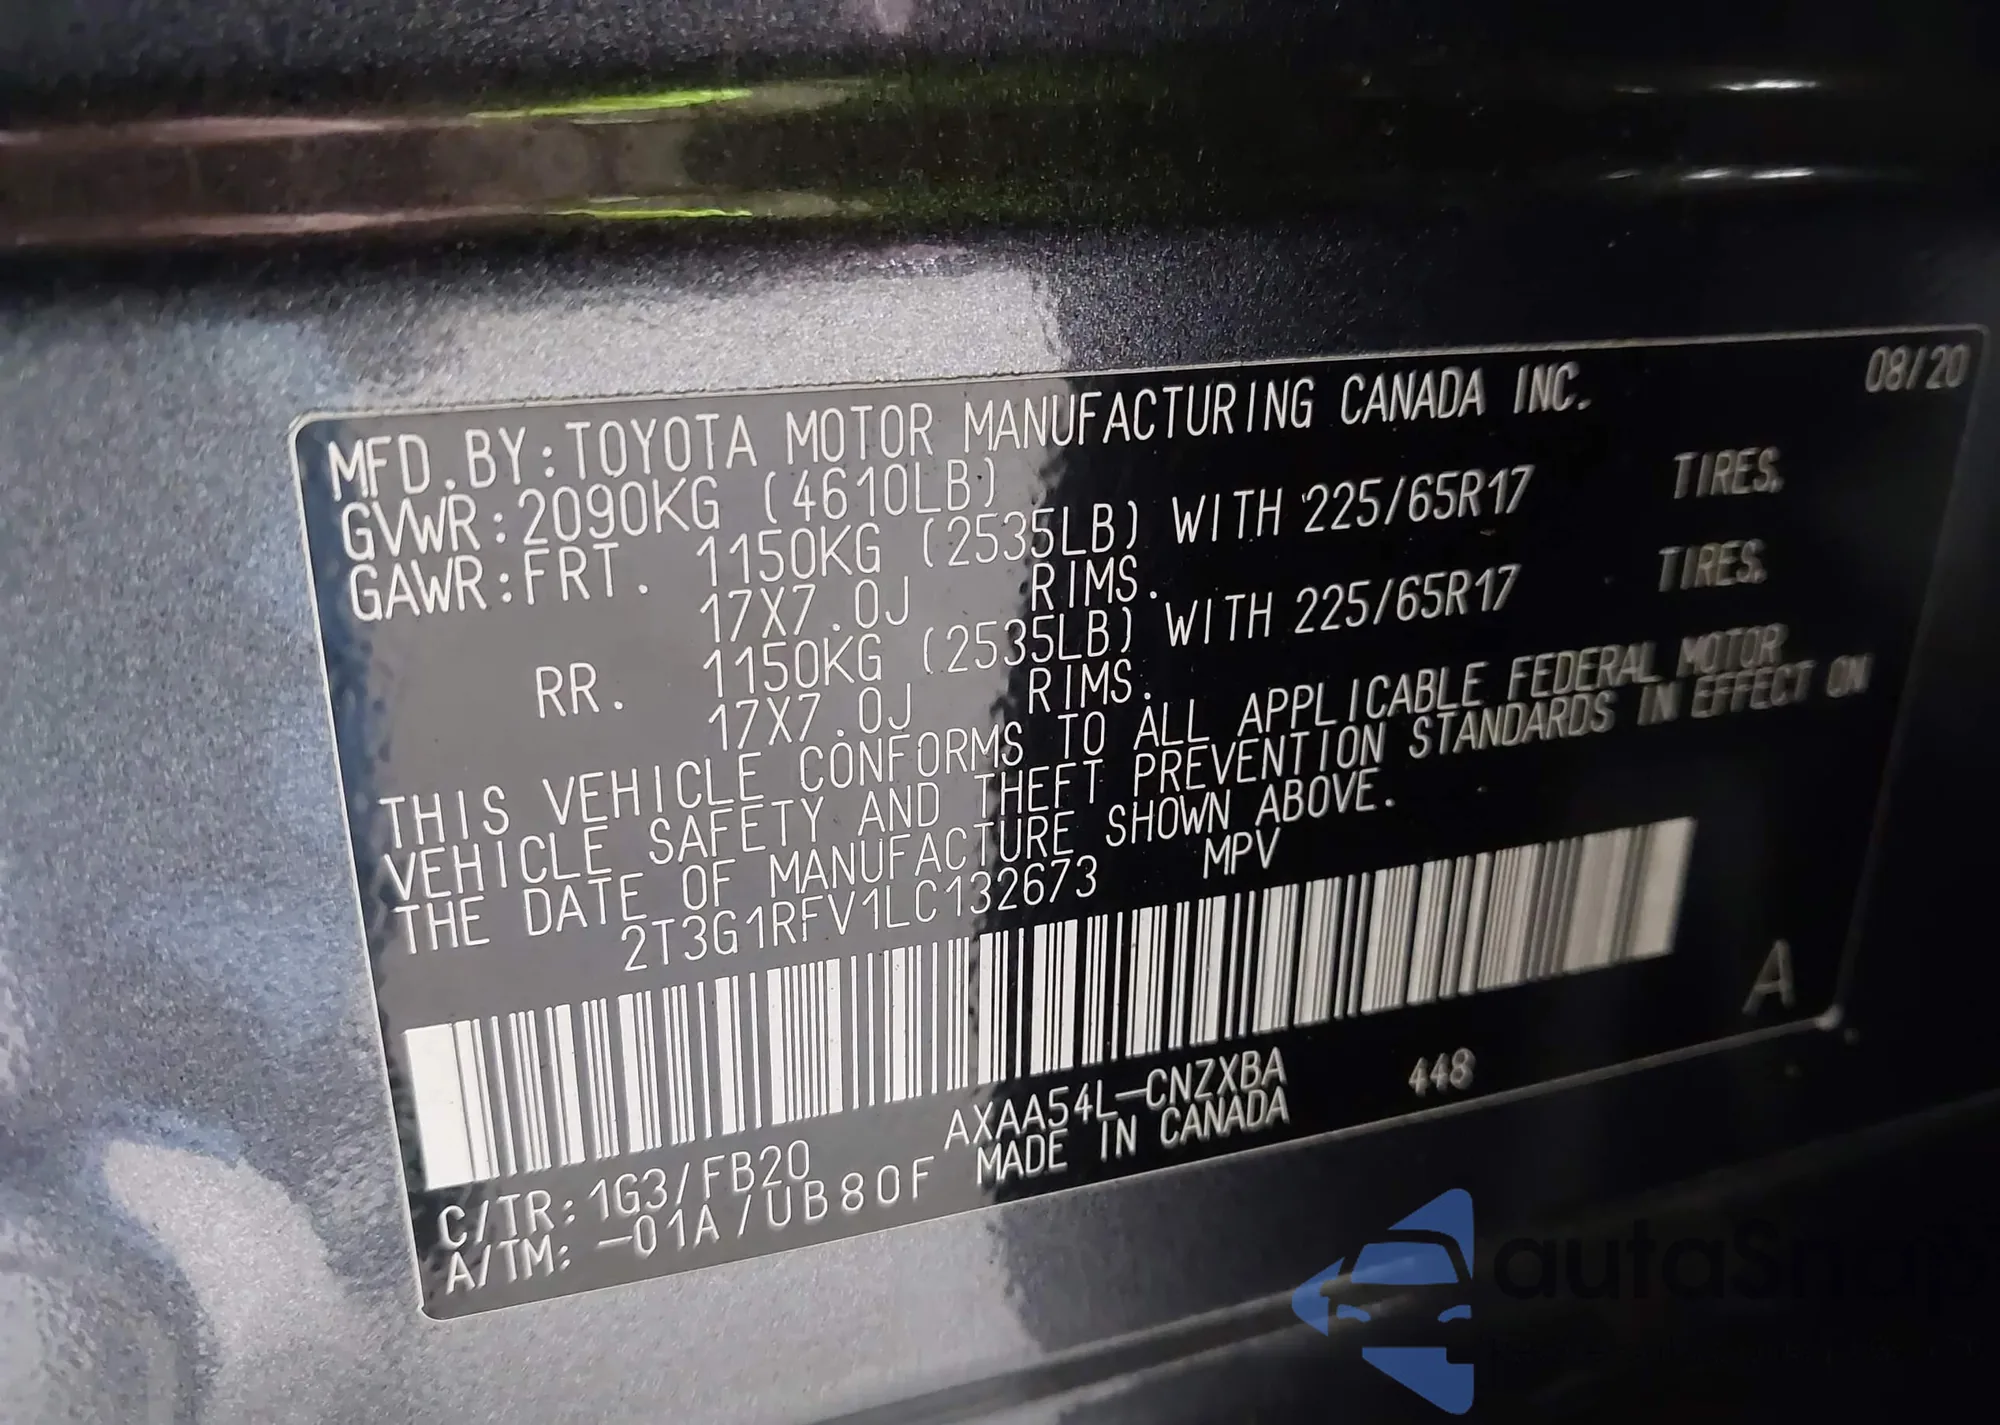 08/20
MFD.BY:TOYOTA MOTOR MANUFACTURING CANADA INC.
GVWR:2090KG (4610LB)
GAWR:FRT. 1150KG (2535LB) WITH 225/65R17 TIRES,
17X7.0J RIMS.
RR. 1150KG (2535LB) WITH 225/65R17 TIRES,
17X7.0J RIMS.
THIS VEHICLE CONFORMS TO ALL APPLICABLE FEDERAL MOTOR
VEHICLE SAFETY AND THEFT PREVENTION STANDARDS IN EFFECT ON
THE DATE OF MANUFACTURE SHOWN ABOVE.
2T3G1RFV1LC132673 MPV
A
AXAA54L-CNZXBA 448
C/TR:1G3/FB20 MADE IN CANADA
A/TM: -01A/UB80F